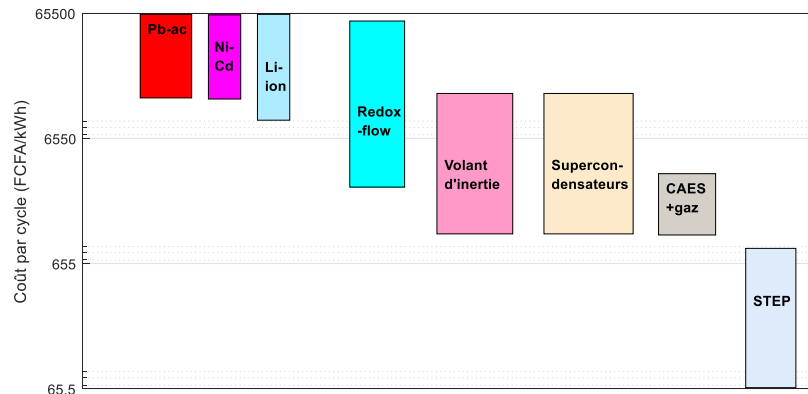 65500
6550
655
65.5
Coût par cycle (FCFA/kWh)
Pb-ac
Ni-
Cd
Li-
ion
Redox
-flow
Volant
d'inertie
Supercon-
densateurs
CAES
+gaz
STEP